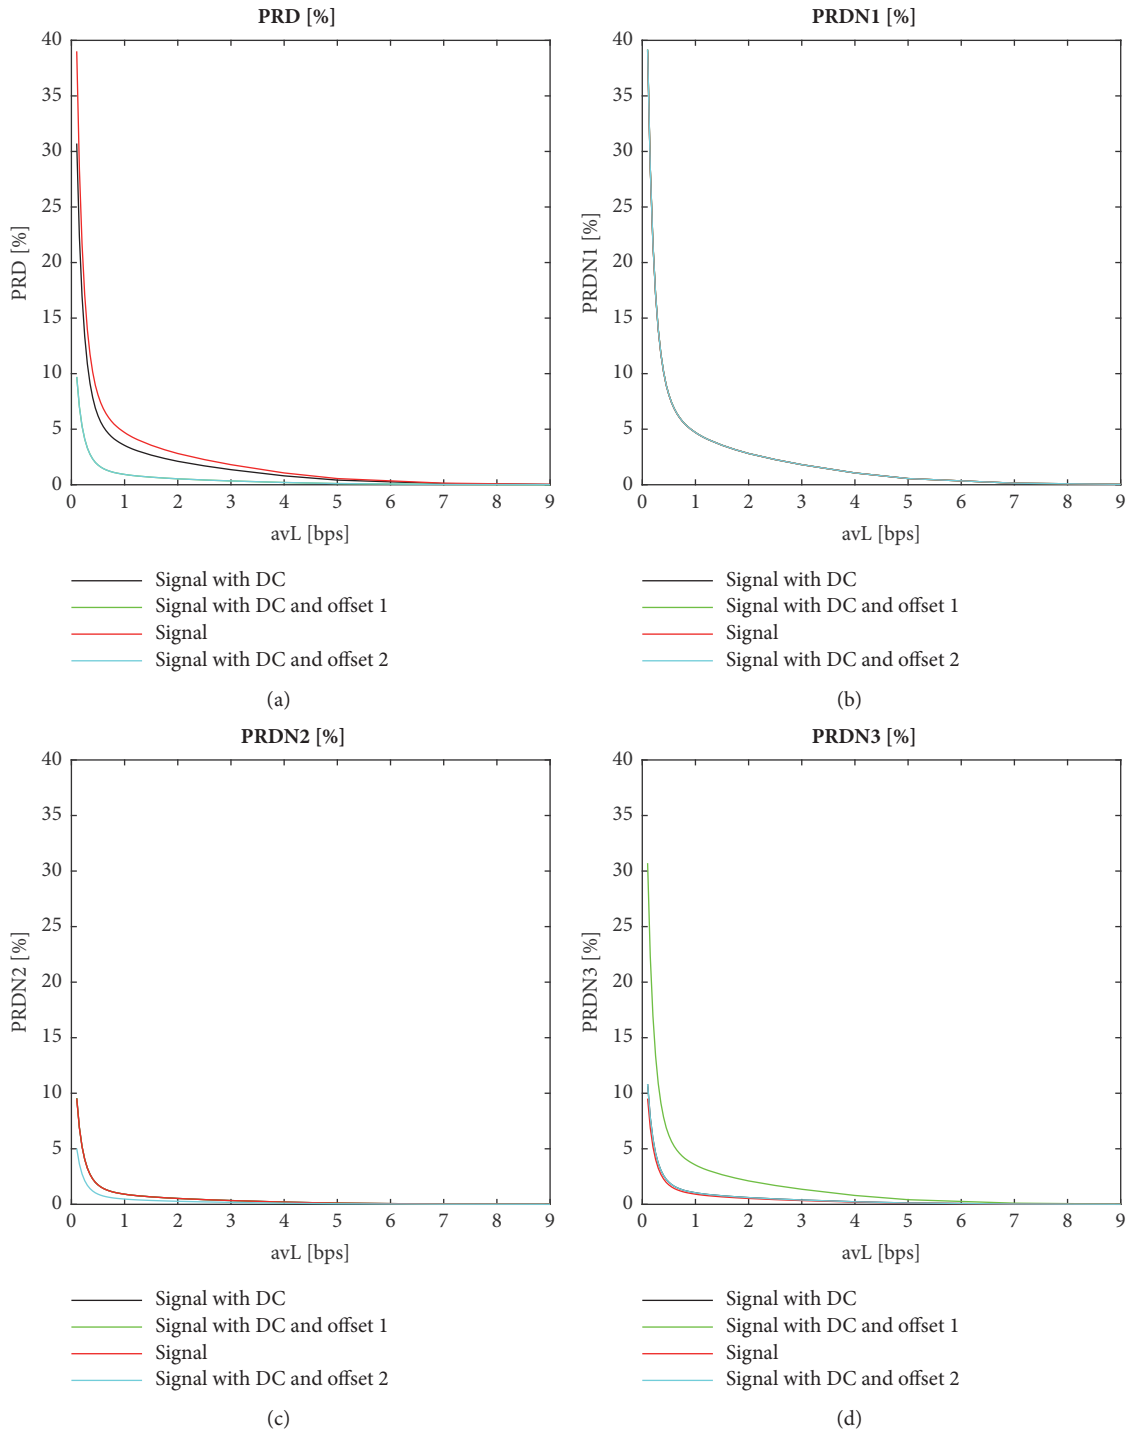 PRD [%]
40
35
30
25
20
15
10
5
0
PRD [%]
0 1 2 3 4 5 6 7 8 9
avL [bps]
Signal with DC
Signal with DC and offset 1
Signal
Signal with DC and offset 2
(a)
PRDN1 [%]
40
35
30
25
20
15
10
5
0
PRDN1 [%]
0 1 2 3 4 5 6 7 8 9
avL [bps]
Signal with DC
Signal with DC and offset 1
Signal
Signal with DC and offset 2
(b)
PRDN2 [%]
40
35
30
25
20
15
10
5
0
PRDN2 [%]
0 1 2 3 4 5 6 7 8 9
avL [bps]
Signal with DC
Signal with DC and offset 1
Signal
Signal with DC and offset 2
(c)
PRDN3 [%]
40
35
30
25
20
15
10
5
0
PRDN3 [%]
0 1 2 3 4 5 6 7 8 9
avL [bps]
Signal with DC
Signal with DC and offset 1
Signal
Signal with DC and offset 2
(d)